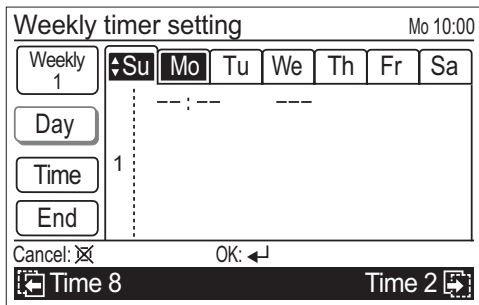 Weekly timer setting Mo 10:00
Weekly
1
Su Mo Tu We Th Fr Sa
--:-- ---
Day
1
Time
End
Cancel: OK:
Time 8 Time 2